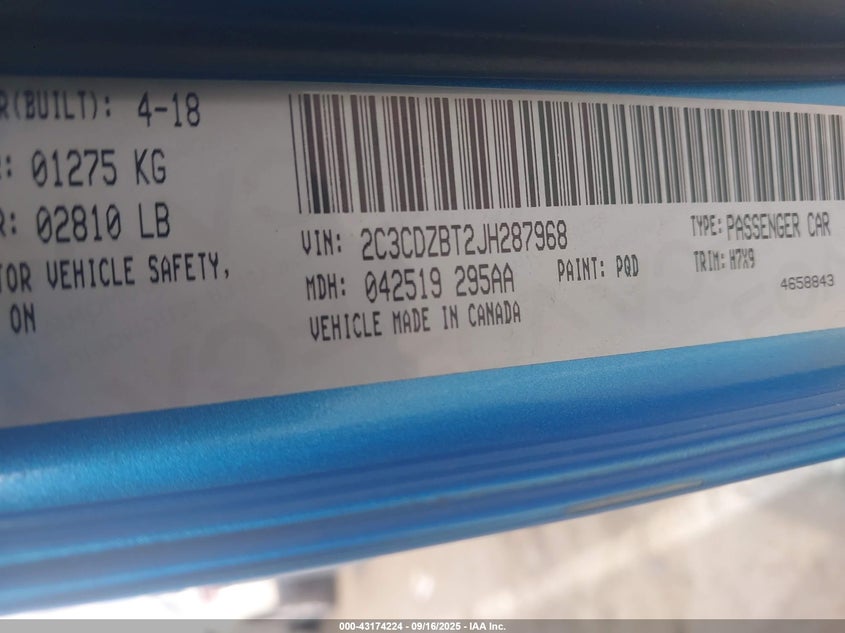 R(BUILT): 4-18
: 01275 KG
R: 02810 LB
TOR VEHICLE SAFETY,
ON
VIN: 2C3CDZBT2JH287968
TYPE: PASSENGER CAR
MDH: 042519 295AA
PAINT: PQD
TRIM: H7X9
VEHICLE MADE IN CANADA
4658843
000-43174224 - 09/16/2025 - IAA Inc.